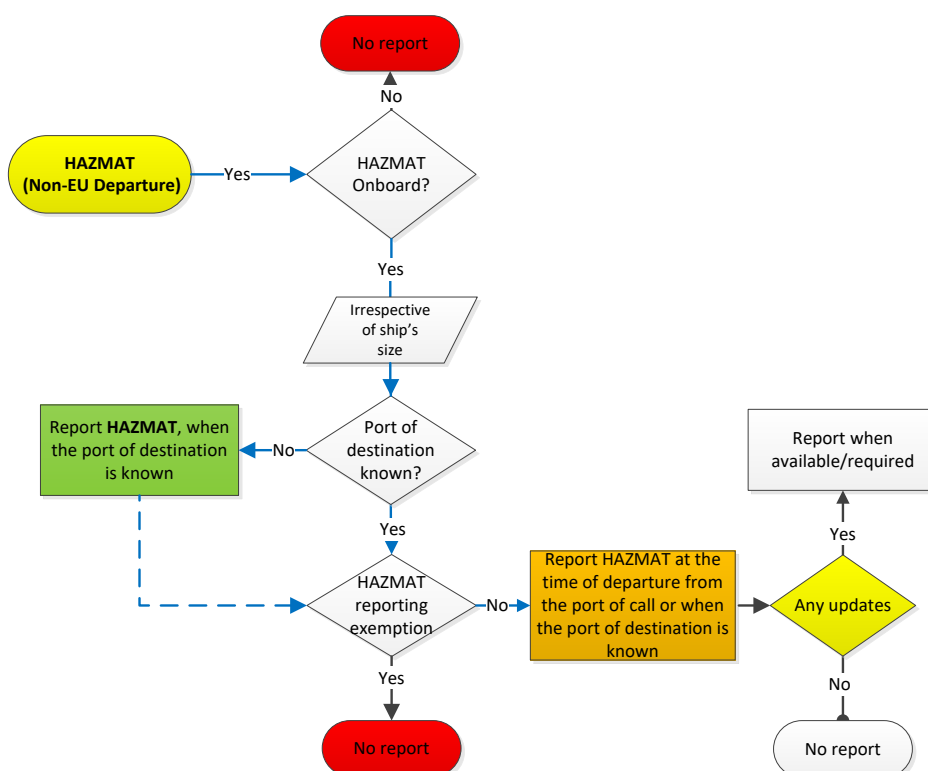 No report
No
HAZMAT
(Non-EU Departure)
Yes
HAZMAT
Onboard?
Yes
Irrespective
of ship's
size
Report HAZMAT, when
the port of destination
is known
No
Port of
destination
known?
Report when
available/required
Yes
Yes
HAZMAT
reporting
exemption
No
Report HAZMAT at the
time of departure from
the port of call or when
the port of destination is
known
Any updates
Yes
No
No report
No report